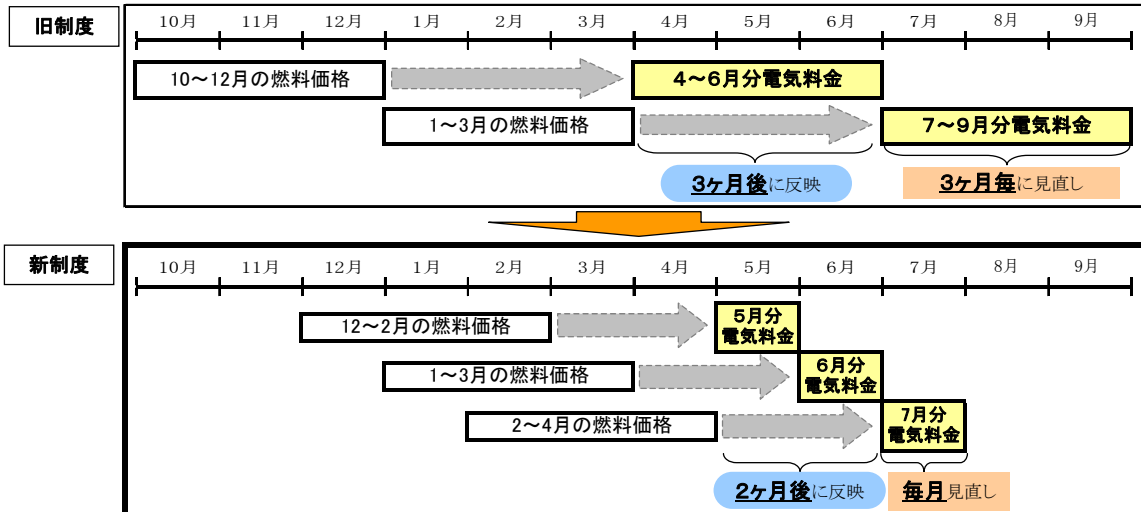 旧制度
10月 11月 12月 1月 2月 3月 4月 5月 6月 7月 8月 9月
10～12月の燃料価格
4～6月分電気料金
1～3月の燃料価格
7～9月分電気料金
3ヶ月後に反映
3ヶ月毎に見直し
新制度
10月 11月 12月 1月 2月 3月 4月 5月 6月 7月 8月 9月
12～2月の燃料価格
5月分
電気料金
1～3月の燃料価格
6月分
電気料金
2～4月の燃料価格
7月分
電気料金
2ヶ月後に反映
毎月見直し